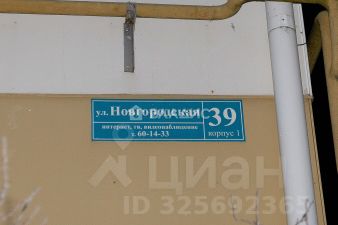 ул. Новгородская
интернет, тв, видеонаблюдение
т. 60-14-33
39
корпус 1
циан
ID 325692365